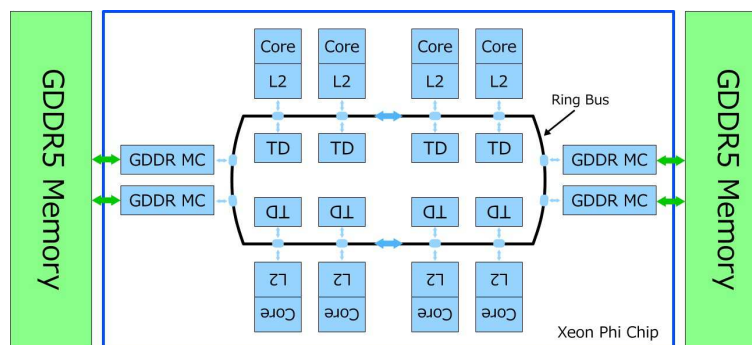 GDDR5 Memory
Core
Core
Core
Core
L2
L2
L2
L2
Ring Bus
TD
TD
TD
TD
GDDR MC
GDDR MC
GDDR MC
GDDR MC
TD
TD
TD
TD
L2
L2
L2
L2
Core
Core
Core
Core
Xeon Phi Chip
GDDR5 Memory